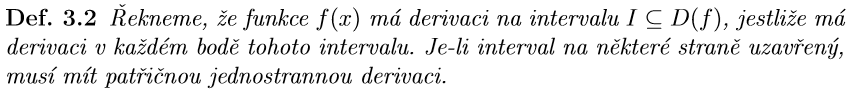 Def. 3.2 Řekneme, že funkce f(x) má derivaci na intervalu I ⊆ D(f), jestliže má
derivaci v každém bodě tohoto intervalu. Je-li interval na některé straně uzavřený,
musí mít patřičnou jednostrannou derivaci.